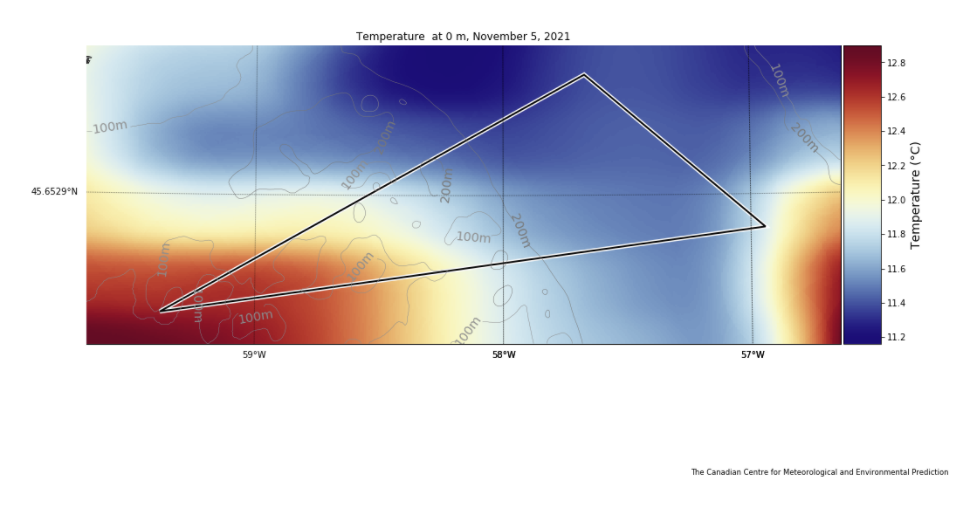 Temperature at 0 m, November 5, 2021
100m
100m
200m
100m
200m
200m
100m
200m
100m
100m
100m
100m
100m
100m
45.6529°N
59°W
58°W
57°W
12.8
12.6
12.4
12.2
12.0
11.8
11.6
11.4
11.2
Temperature (°C)
The Canadian Centre for Meteorological and Environmental Prediction